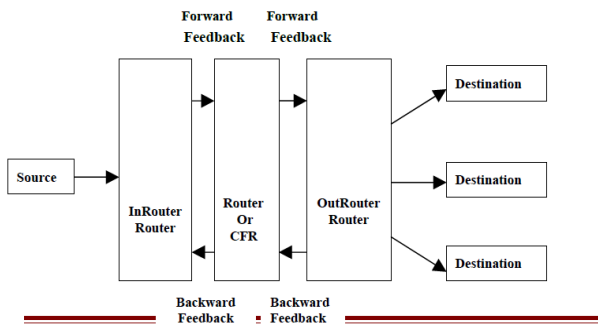 Forward Forward
Feedback Feedback
Destination
Source
InRouter
Router
Router
Or
CFR
OutRouter
Router
Destination
Destination
Backward Backward
Feedback Feedback